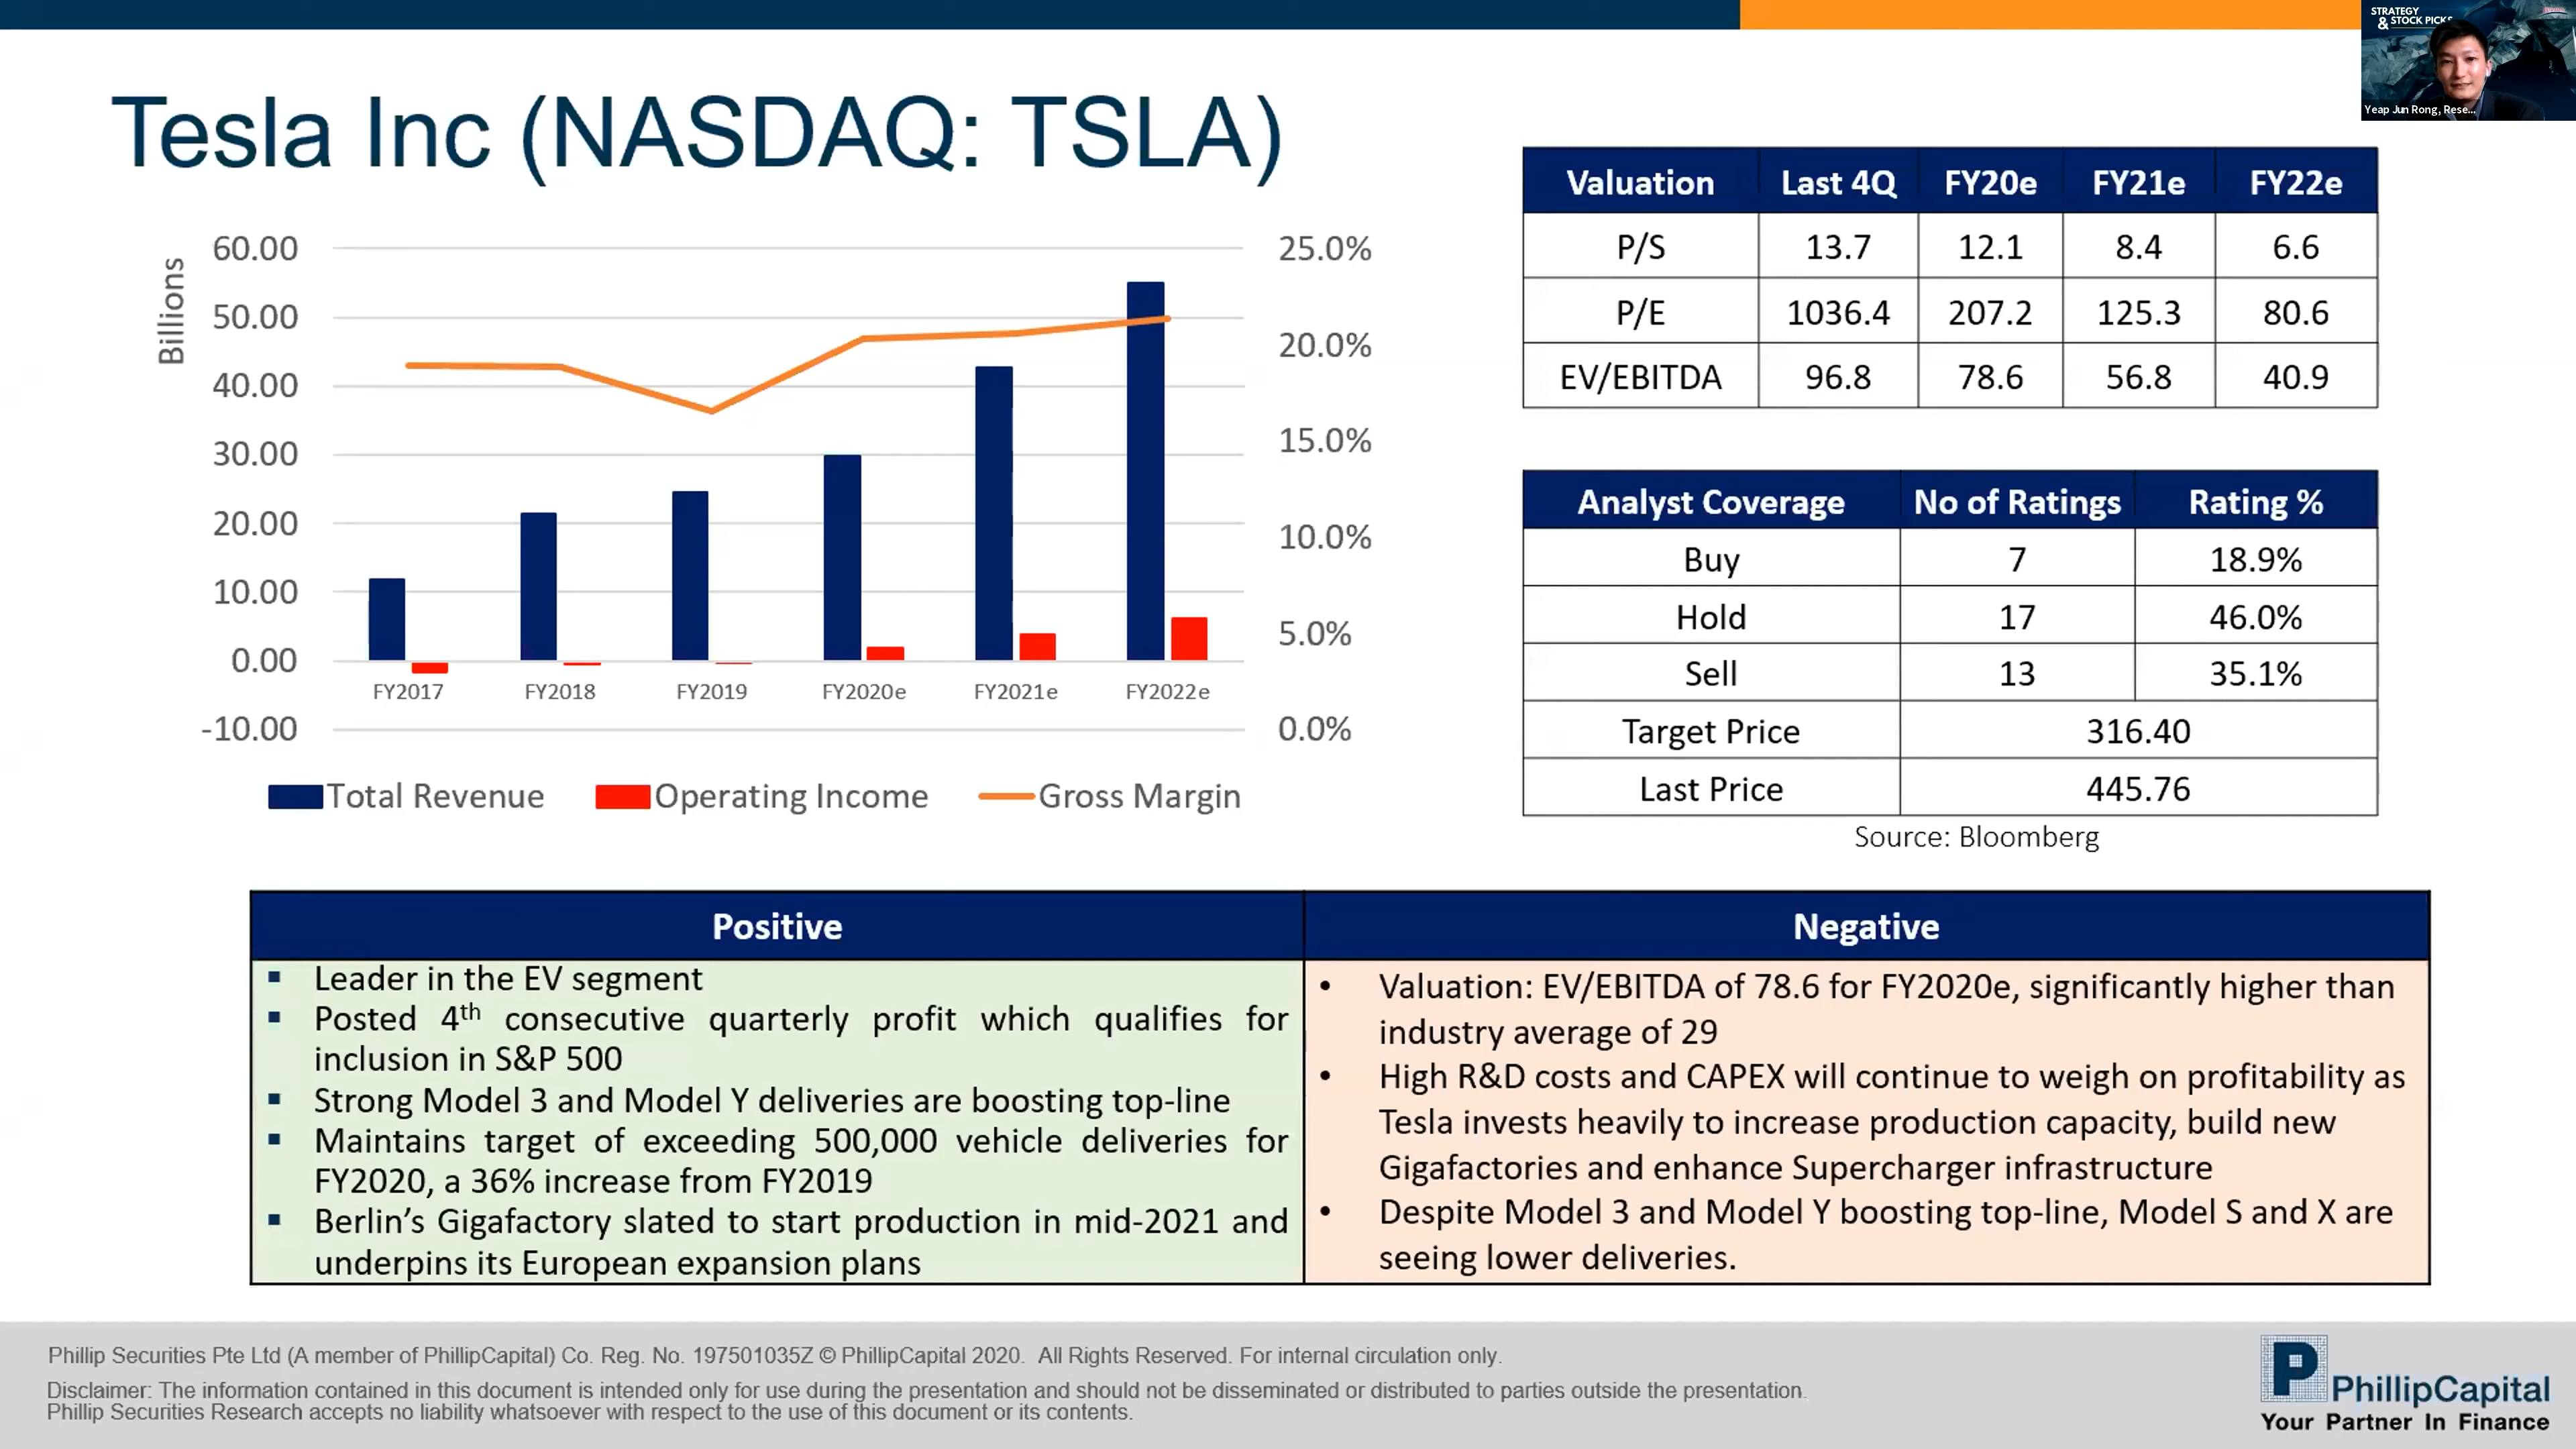 STRATEGY
& STOCK PICKS
Yeap Jun Rong, Rese...
Tesla Inc (NASDAQ: TSLA)
Billions
60.00
50.00
40.00
30.00
20.00
10.00
0.00
-10.00
25.0%
20.0%
15.0%
10.0%
5.0%
0.0%
FY2017 FY2018 FY2019 FY2020e FY2021e FY2022e
Total Revenue Operating Income Gross Margin
Valuation Last 4Q FY20e FY21e FY22e
P/S 13.7 12.1 8.4 6.6
P/E 1036.4 207.2 125.3 80.6
EV/EBITDA 96.8 78.6 56.8 40.9
Analyst Coverage No of Ratings Rating %
Buy 7 18.9%
Hold 17 46.0%
Sell 13 35.1%
Target Price 316.40
Last Price 445.76
Source: Bloomberg
Positive
▪ Leader in the EV segment
▪ Posted 4th consecutive quarterly profit which qualifies for
inclusion in S&P 500
▪ Strong Model 3 and Model Y deliveries are boosting top-line
▪ Maintains target of exceeding 500,000 vehicle deliveries for
FY2020, a 36% increase from FY2019
▪ Berlin’s Gigafactory slated to start production in mid-2021 and
underpins its European expansion plans
Negative
• Valuation: EV/EBITDA of 78.6 for FY2020e, significantly higher than
industry average of 29
• High R&D costs and CAPEX will continue to weigh on profitability as
Tesla invests heavily to increase production capacity, build new
Gigafactories and enhance Supercharger infrastructure
• Despite Model 3 and Model Y boosting top-line, Model S and X are
seeing lower deliveries.
Phillip Securities Pte Ltd (A member of PhillipCapital) Co. Reg. No. 197501035Z © PhillipCapital 2020. All Rights Reserved. For internal circulation only.
Disclaimer: The information contained in this document is intended only for use during the presentation and should not be disseminated or distributed to parties outside the presentation.
Phillip Securities Research accepts no liability whatsoever with respect to the use of this document or its contents.
P PhillipCapital
Your Partner In Finance